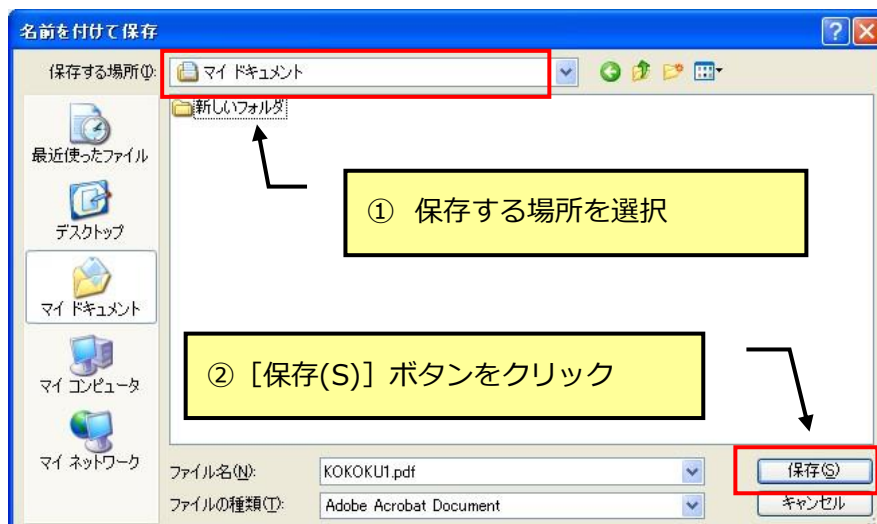 名前を付けて保存
保存する場所(I):
マイ ドキュメント
新しいフォルダ
最近使ったファイル
デスクトップ
マイ ドキュメント
マイ コンピュータ
マイ ネットワーク
① 保存する場所を選択
②［保存(S)］ボタンをクリック
ファイル名(N):
KOKOKU1.pdf
保存(S)
ファイルの種類(T):
Adobe Acrobat Document
キャンセル